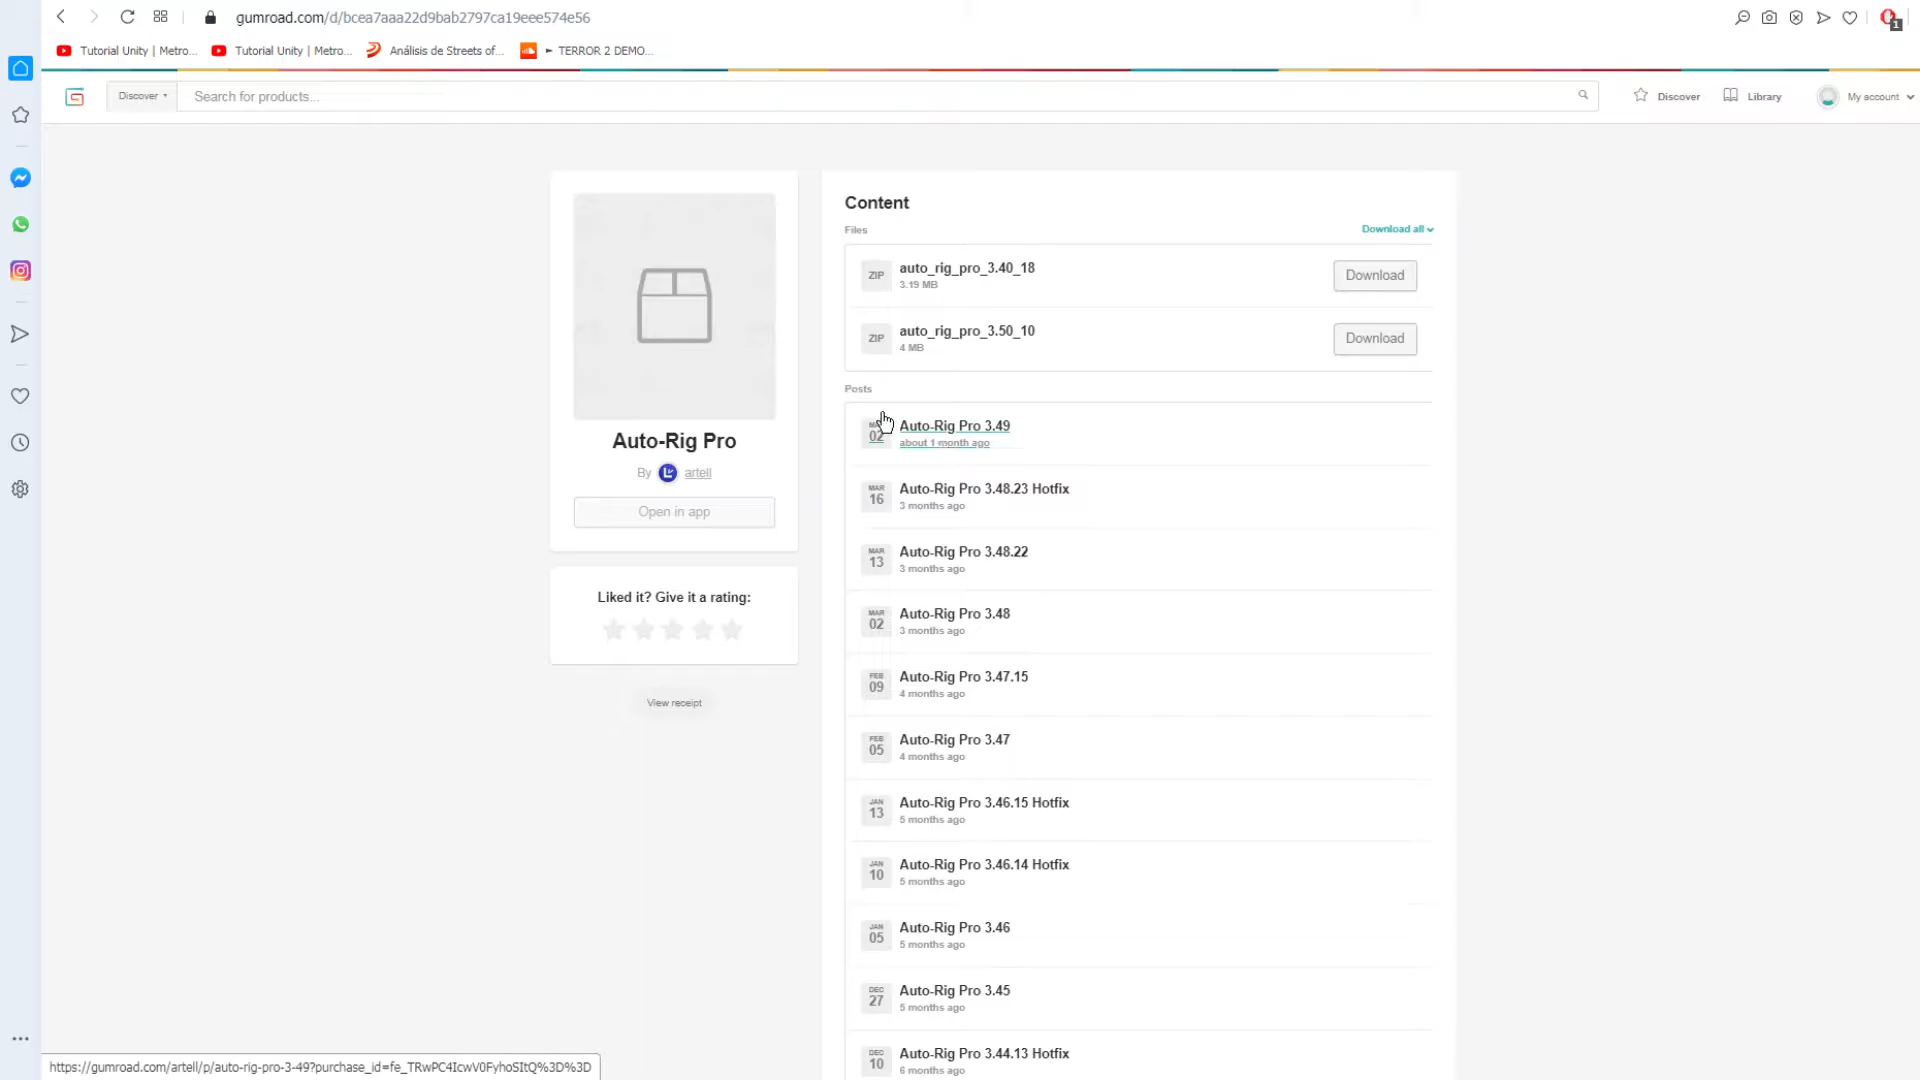 gumroad.com/d/bcea7aaa22d9bab2797ca19eee574e56
1
Tutorial Unity | Metro... Tutorial Unity | Metro... Análisis de Streets of... ► TERROR 2 DEMO...
Discover Search for products... Discover Library My account
Content
Files Download all
ZIP auto_rig_pro_3.40_18 Download
3.19 MB
ZIP auto_rig_pro_3.50_10 Download
4 MB
Posts
02 Auto-Rig Pro 3.49
about 1 month ago
Auto-Rig Pro
By artell
Open in app
MAR 16 Auto-Rig Pro 3.48.23 Hotfix
3 months ago
MAR 13 Auto-Rig Pro 3.48.22
3 months ago
Liked it? Give it a rating:
MAR 02 Auto-Rig Pro 3.48
3 months ago
View receipt
FEB 09 Auto-Rig Pro 3.47.15
4 months ago
FEB 05 Auto-Rig Pro 3.47
4 months ago
JAN 13 Auto-Rig Pro 3.46.15 Hotfix
5 months ago
JAN 10 Auto-Rig Pro 3.46.14 Hotfix
5 months ago
JAN 05 Auto-Rig Pro 3.46
5 months ago
DEC 27 Auto-Rig Pro 3.45
5 months ago
DEC 10 Auto-Rig Pro 3.44.13 Hotfix
6 months ago
https://gumroad.com/artell/p/auto-rig-pro-3-49?purchase_id=fe_TRwPC4IcwV0FyhoSItQ%3D%3D